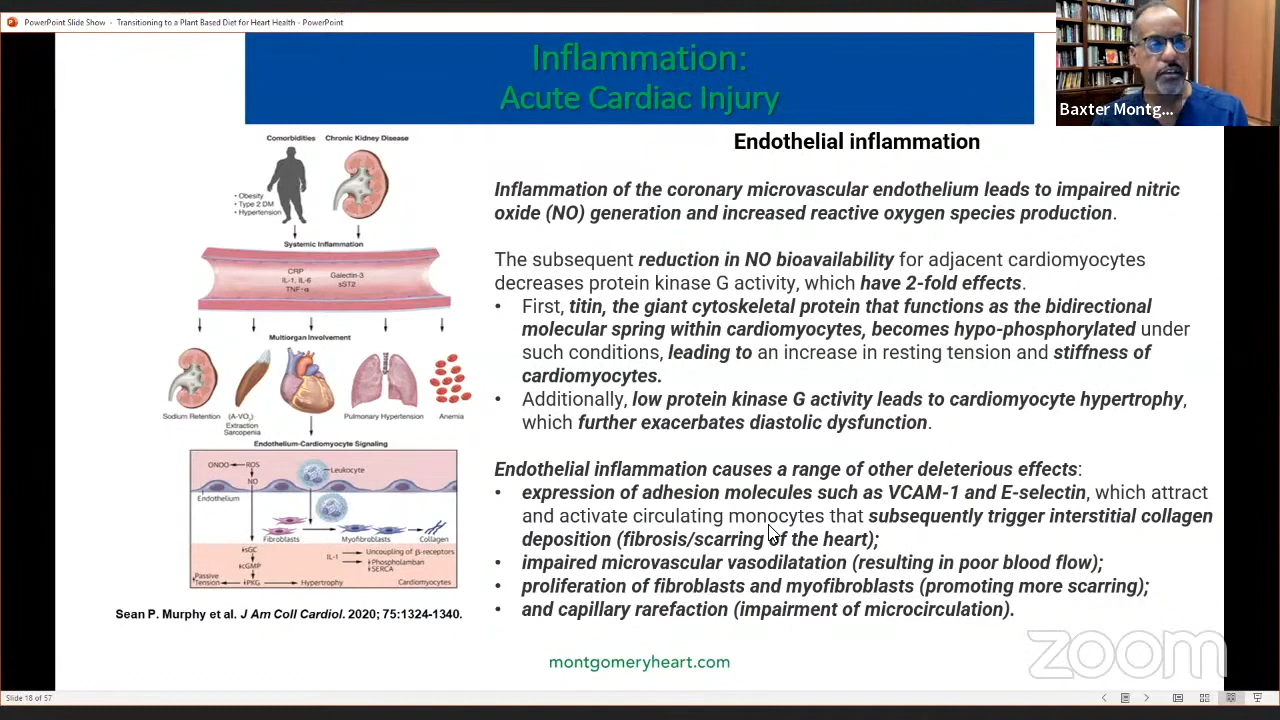 PowerPoint Slide Show - Transitioning to a Plant Based Diet for Heart Health - PowerPoint
Baxter Montg...
Inflammation:
Acute Cardiac Injury
Comorbidities Chronic Kidney Disease
• Obesity
• Type 2 DM
• Hypertension
Systemic Inflammation
CRP
IL-1, IL-6
TNF-α
Galectin-3
sST2
Multiorgan Involvement
Sodium Retention
(A-VO₂)
Extraction
Sarcopenia
Pulmonary Hypertension
Anemia
Endothelium-Cardiomyocyte Signaling
ONOO ROS
NO
Leukocyte
Endothelium
Fibroblasts
Myofibroblasts
Collagen
↓sGC
↓cGMP
↓PKG
Passive
Tension
Hypertrophy
IL-1
Uncoupling of β-receptors
↓Phospholamban
↓SERCA
Cardiomyocytes
Sean P. Murphy et al. J Am Coll Cardiol. 2020; 75:1324-1340.
Endothelial inflammation
Inflammation of the coronary microvascular endothelium leads to impaired nitric
oxide (NO) generation and increased reactive oxygen species production.
The subsequent reduction in NO bioavailability for adjacent cardiomyocytes
decreases protein kinase G activity, which have 2-fold effects.
• First, titin, the giant cytoskeletal protein that functions as the bidirectional
molecular spring within cardiomyocytes, becomes hypo-phosphorylated under
such conditions, leading to an increase in resting tension and stiffness of
cardiomyocytes.
• Additionally, low protein kinase G activity leads to cardiomyocyte hypertrophy,
which further exacerbates diastolic dysfunction.
Endothelial inflammation causes a range of other deleterious effects:
• expression of adhesion molecules such as VCAM-1 and E-selectin, which attract
and activate circulating monocytes that subsequently trigger interstitial collagen
deposition (fibrosis/scarring of the heart);
• impaired microvascular vasodilatation (resulting in poor blood flow);
• proliferation of fibroblasts and myofibroblasts (promoting more scarring);
• and capillary rarefaction (impairment of microcirculation).
montgomeryheart.com
zoom
Slide 18 of 57